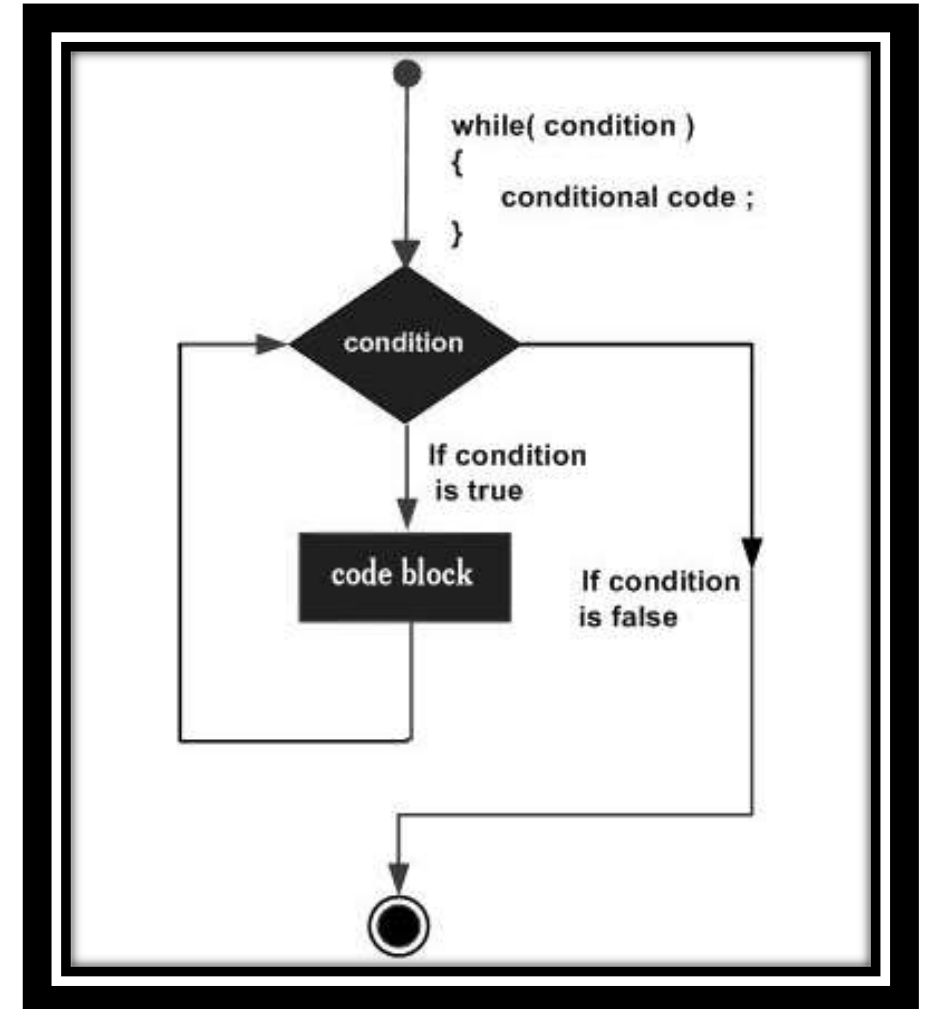 while( condition )
{
conditional code ;
}
condition
If condition
is true
code block
If condition
is false